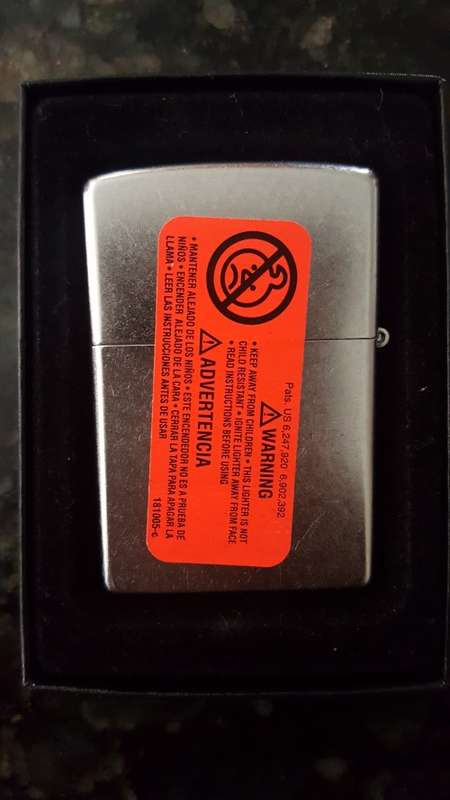 Pats. US 6,247,920 6,902,392
⚠ WARNING
• KEEP AWAY FROM CHILDREN • THIS LIGHTER IS NOT
CHILD RESISTANT • IGNITE LIGHTER AWAY FROM FACE
• READ INSTRUCTIONS BEFORE USING
⚠ ADVERTENCIA
• MANTENER ALEJADO DE LOS NIÑOS • ESTE ENCENDEDOR NO ES A PRUEBA DE
NIÑOS • ENCENDER ALEJADO DE LA CARA • CERRAR LA TAPA PARA APAGAR LA
LLAMA • LEER LAS INSTRUCCIONES ANTES DE USAR
181005-c